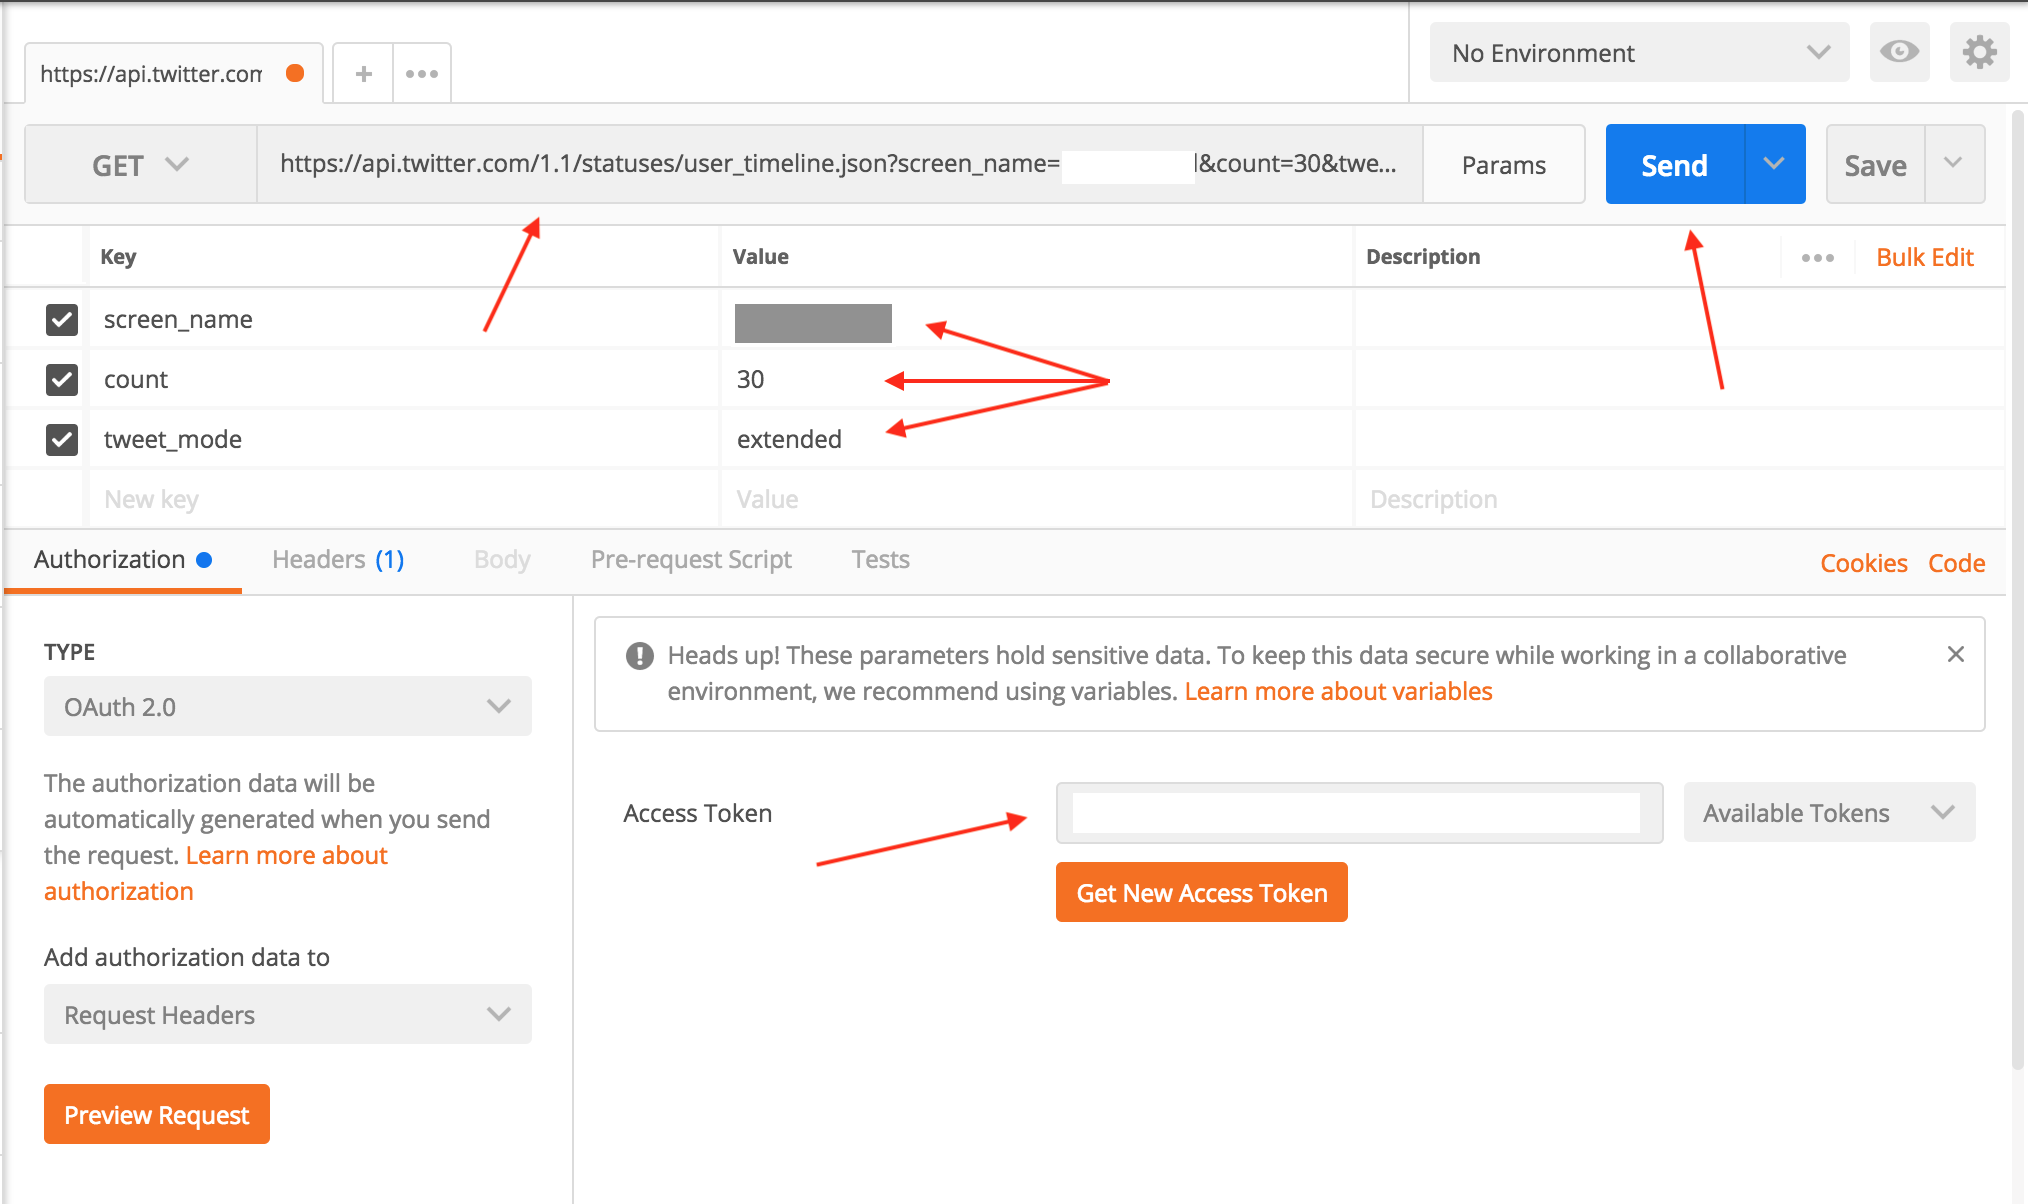 https://api.twitter.com
No Environment
GET
https://api.twitter.com/1.1/statuses/user_timeline.json?screen_name= l&count=30&twe...
Params
Send
Save
Key Value Description Bulk Edit
screen_name
count 30
tweet_mode extended
New key Value Description
Authorization Headers (1) Body Pre-request Script Tests Cookies Code
TYPE
OAuth 2.0
The authorization data will be
automatically generated when you send
the request. Learn more about
authorization
Add authorization data to
Request Headers
Preview Request
Heads up! These parameters hold sensitive data. To keep this data secure while working in a collaborative
environment, we recommend using variables. Learn more about variables
Access Token
Available Tokens
Get New Access Token